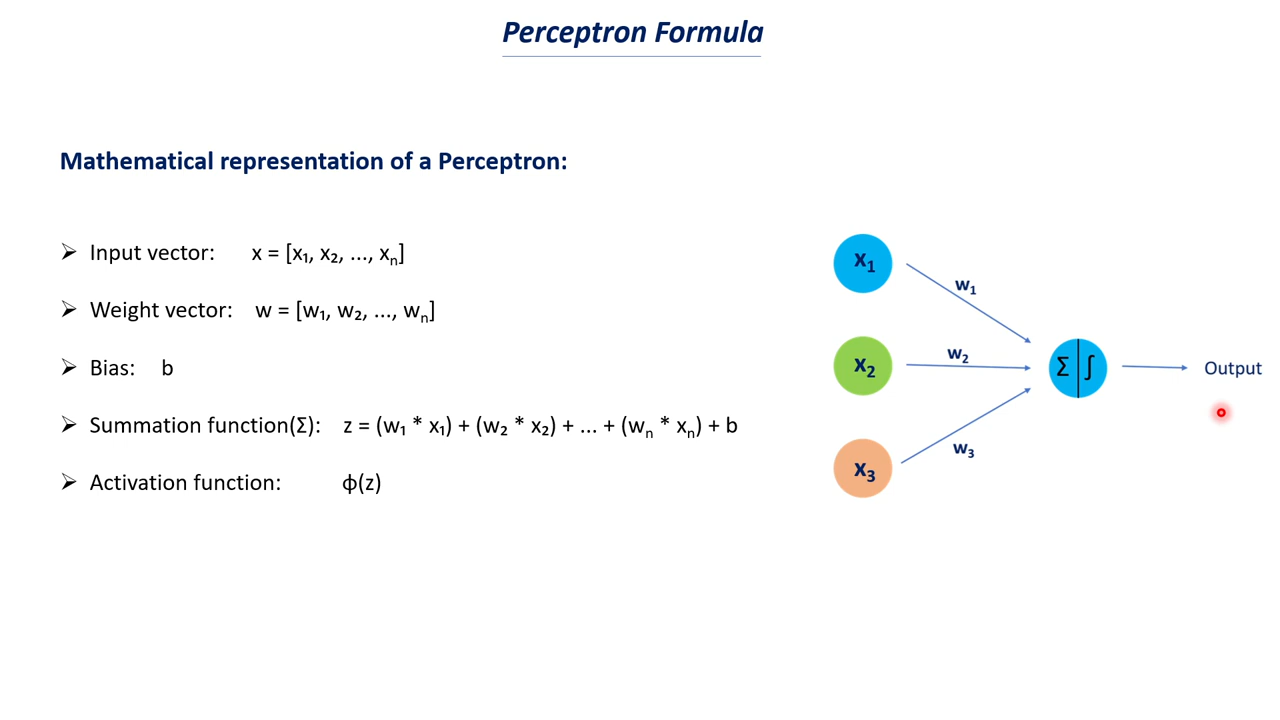 Perceptron Formula
Mathematical representation of a Perceptron:
➢ Input vector: x = [x₁, x₂, ..., xₙ]
➢ Weight vector: w = [w₁, w₂, ..., wₙ]
➢ Bias: b
➢ Summation function(Σ): z = (w₁ * x₁) + (w₂ * x₂) + ... + (wₙ * xₙ) + b
➢ Activation function: ϕ(z)
x₁
w₁
x₂
w₂
Σ ∫
Output
x₃
w₃